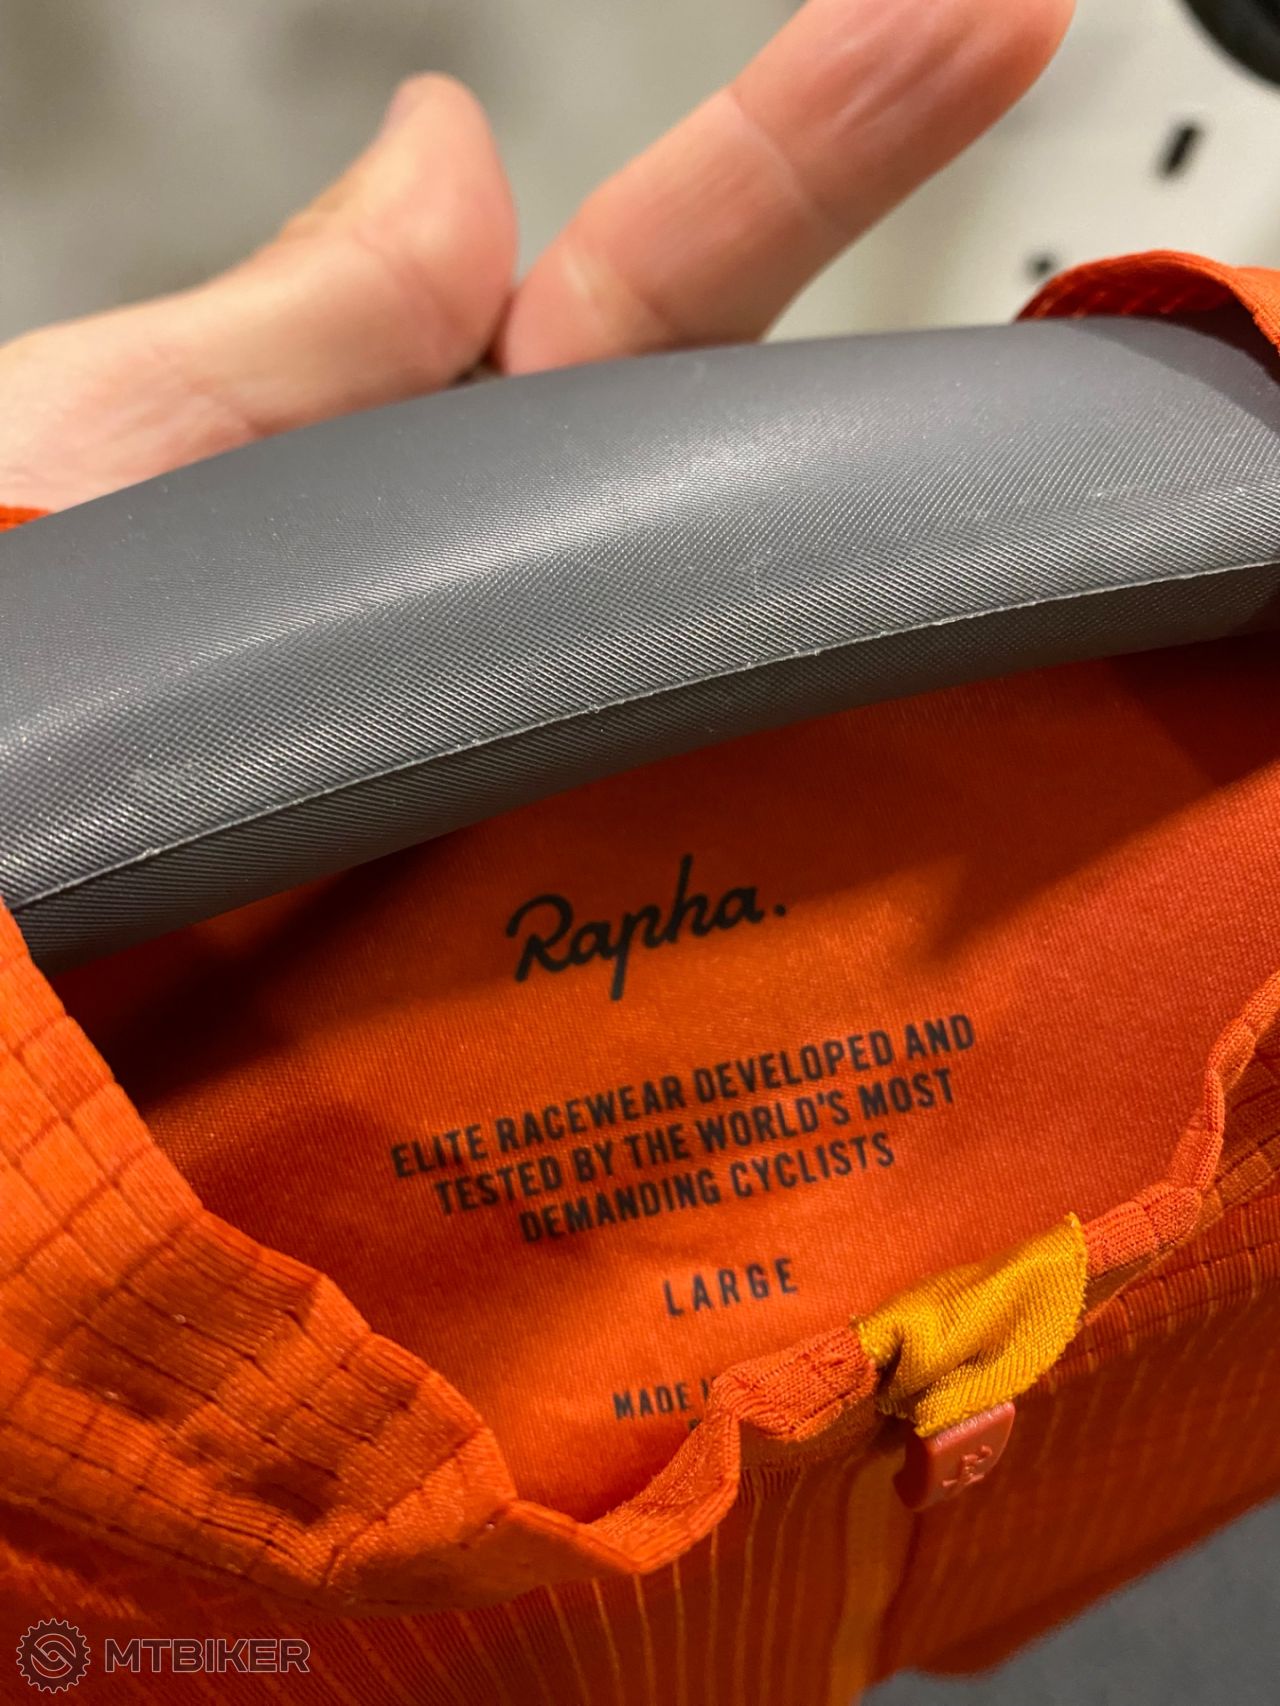 Rapha.
ELITE RACEWEAR DEVELOPED AND
TESTED BY THE WORLD'S MOST
DEMANDING CYCLISTS
LARGE
MADE
MTBIKER